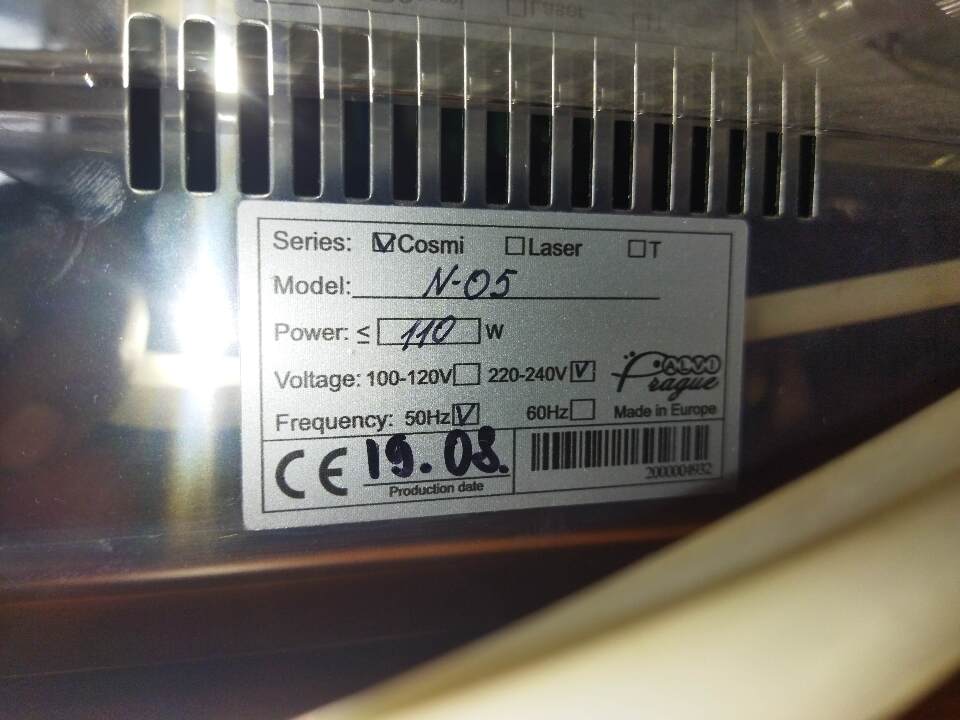 Series: Cosmi Laser T
Model: N-05
Power: ≤ 110 W
Voltage: 100-120V 220-240V
ALVI Prague
Frequency: 50Hz 60Hz
Made in Europe
CE 19.08.
Production date
2000004932